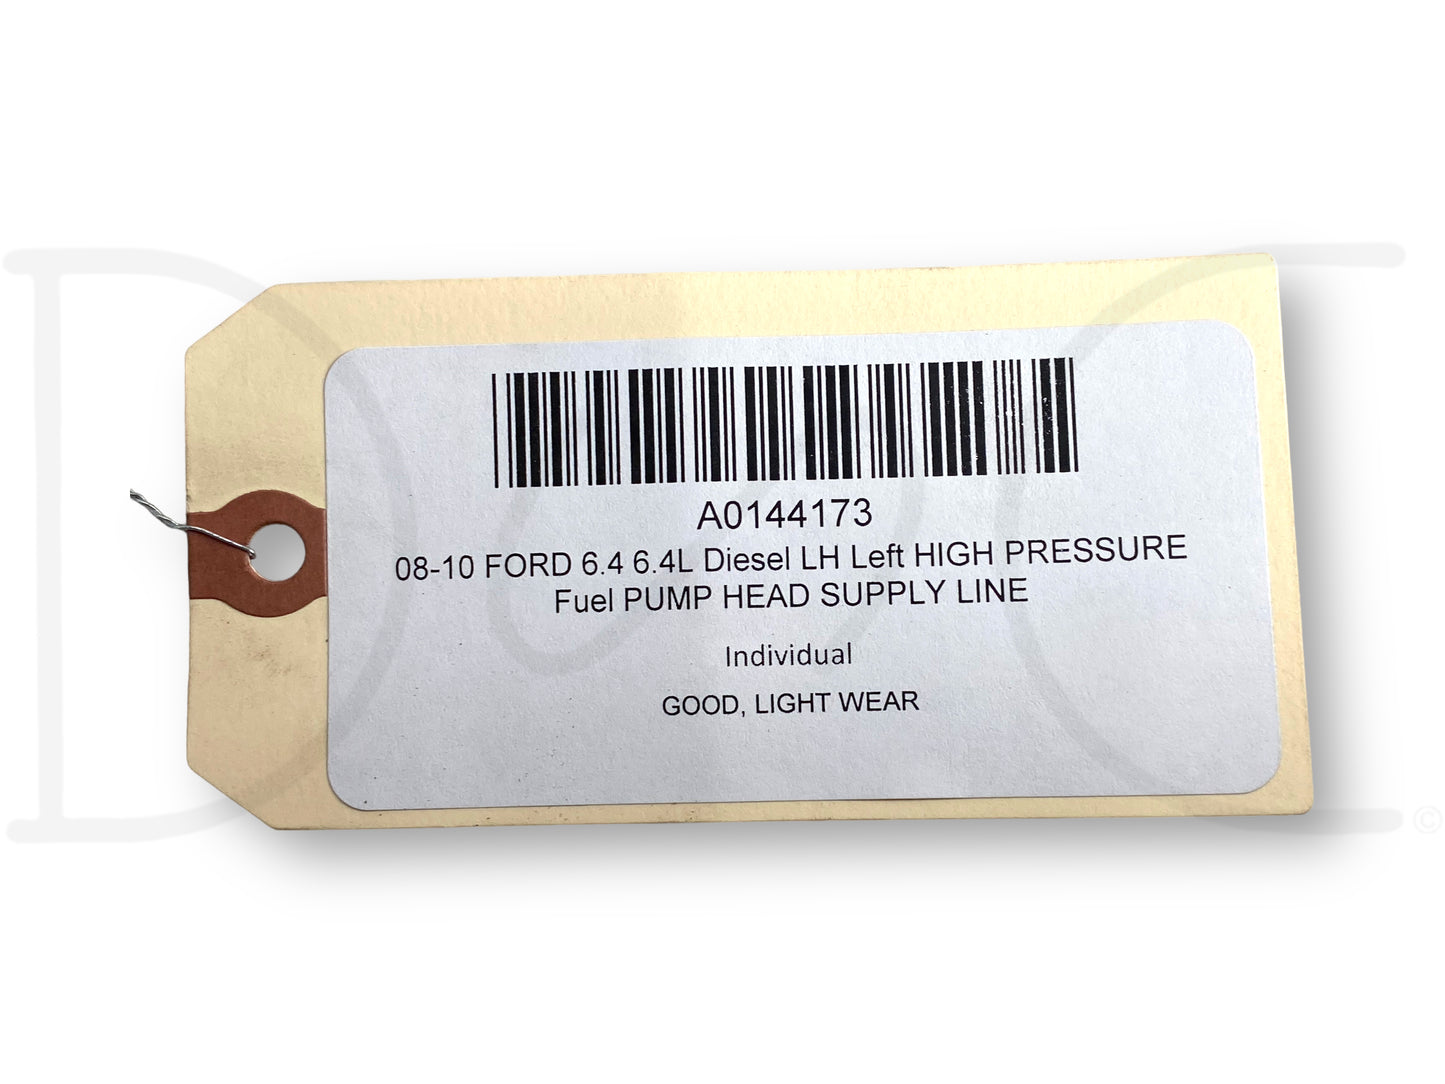 A0144173
08-10 FORD 6.4 6.4L Diesel LH Left HIGH PRESSURE
Fuel PUMP HEAD SUPPLY LINE
Individual
GOOD, LIGHT WEAR
©